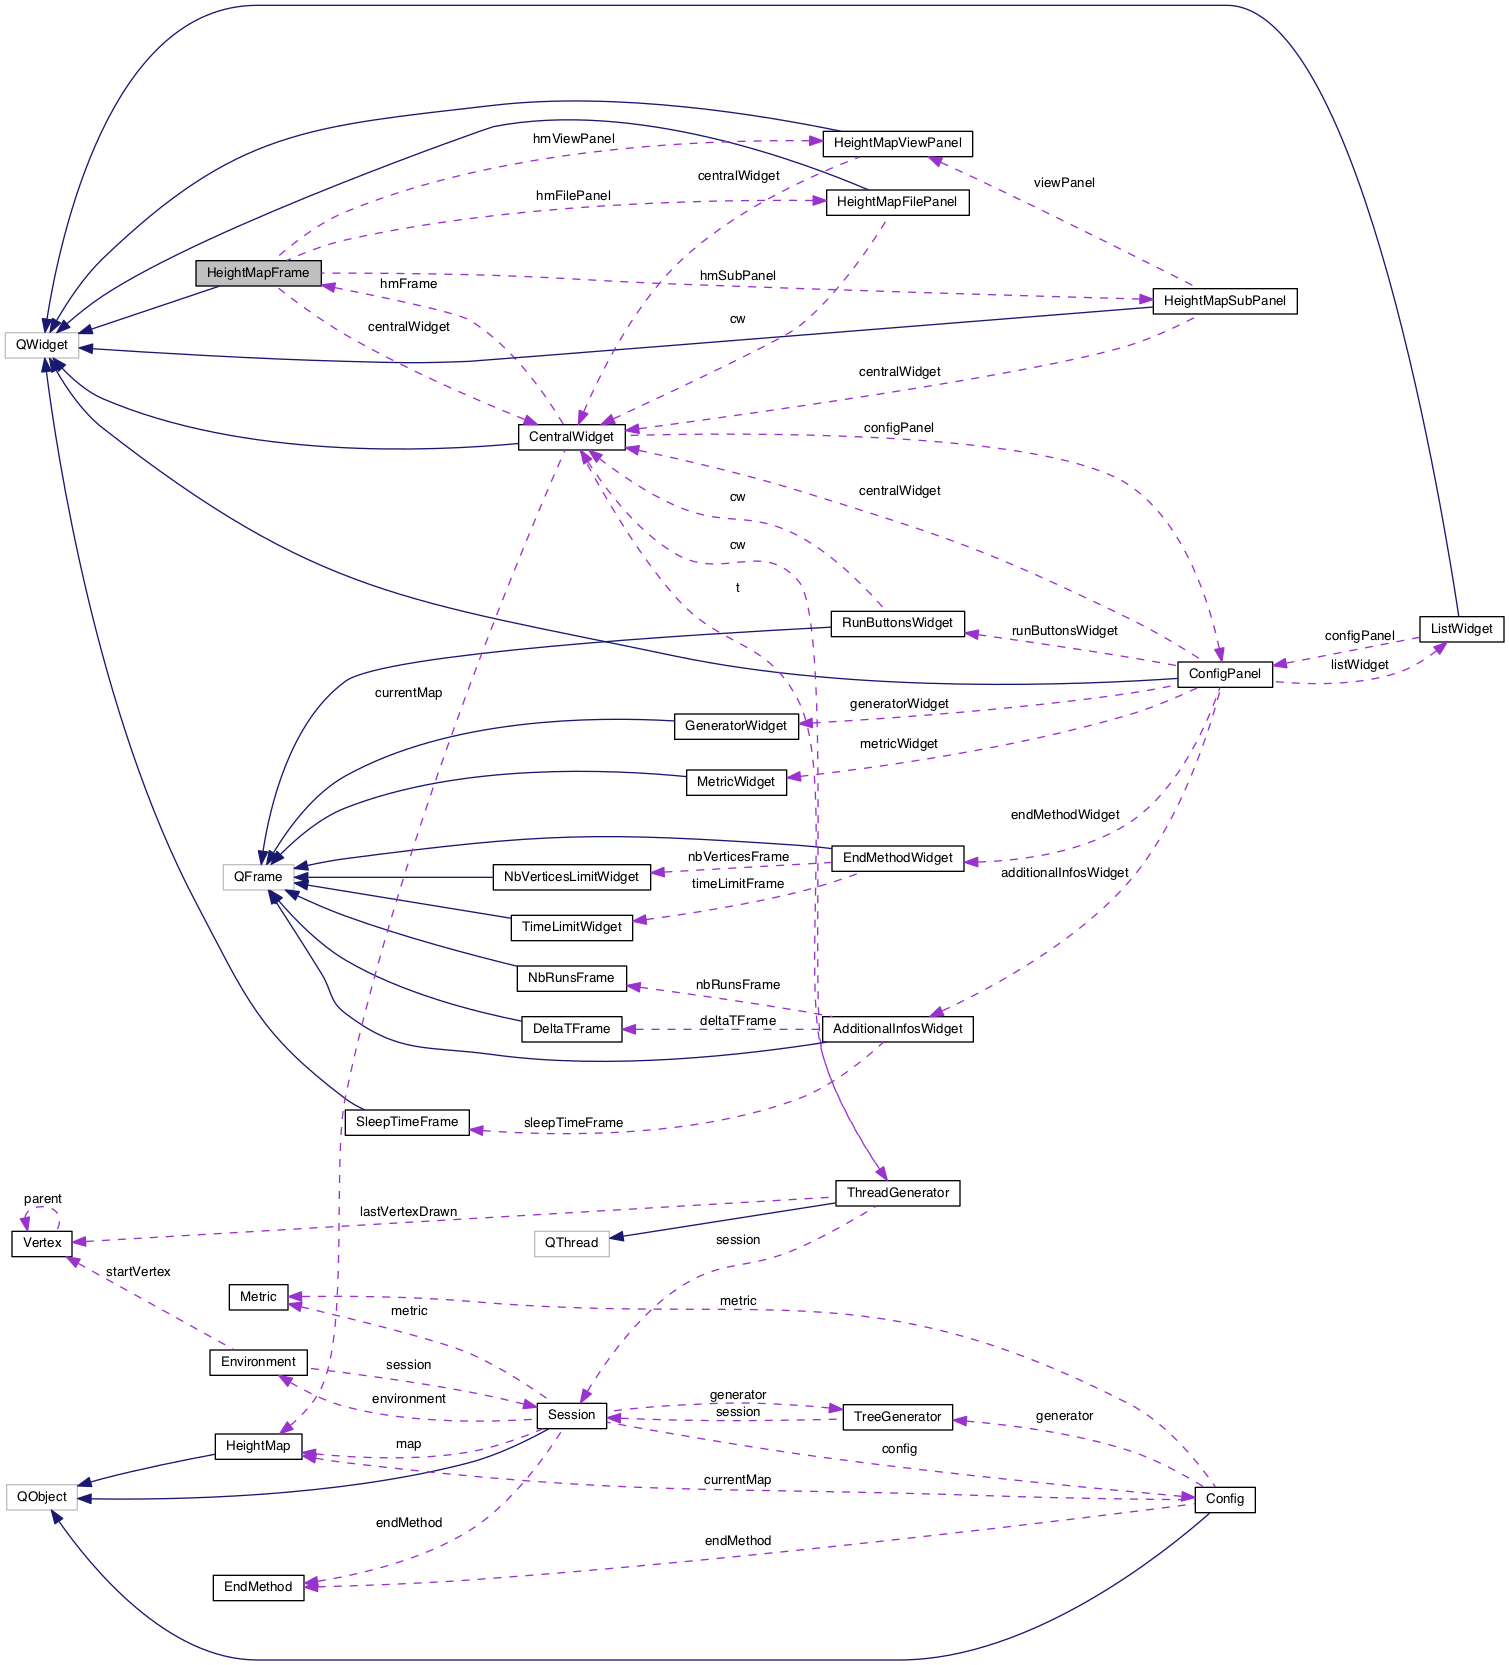 hmViewPanel
HeightMapViewPanel
centralWidget
viewPanel
hmFilePanel
HeightMapFilePanel
HeightMapFrame
hmFrame
hmSubPanel
HeightMapSubPanel
centralWidget
cw
QWidget
centralWidget
CentralWidget
configPanel
centralWidget
cw
cw
t
RunButtonsWidget
runButtonsWidget
configPanel
ListWidget
listWidget
ConfigPanel
currentMap
generatorWidget
GeneratorWidget
metricWidget
MetricWidget
endMethodWidget
QFrame
nbVerticesFrame
EndMethodWidget
NbVerticesLimitWidget
timeLimitFrame
additionalInfosWidget
TimeLimitWidget
NbRunsFrame
nbRunsFrame
DeltaTFrame
deltaTFrame
AdditionalInfosWidget
SleepTimeFrame
sleepTimeFrame
ThreadGenerator
parent
lastVertexDrawn
Vertex
QThread
session
startVertex
Metric
metric
metric
Environment
session
environment
Session
generator
session
TreeGenerator
generator
HeightMap
map
config
currentMap
QObject
Config
endMethod
endMethod
EndMethod